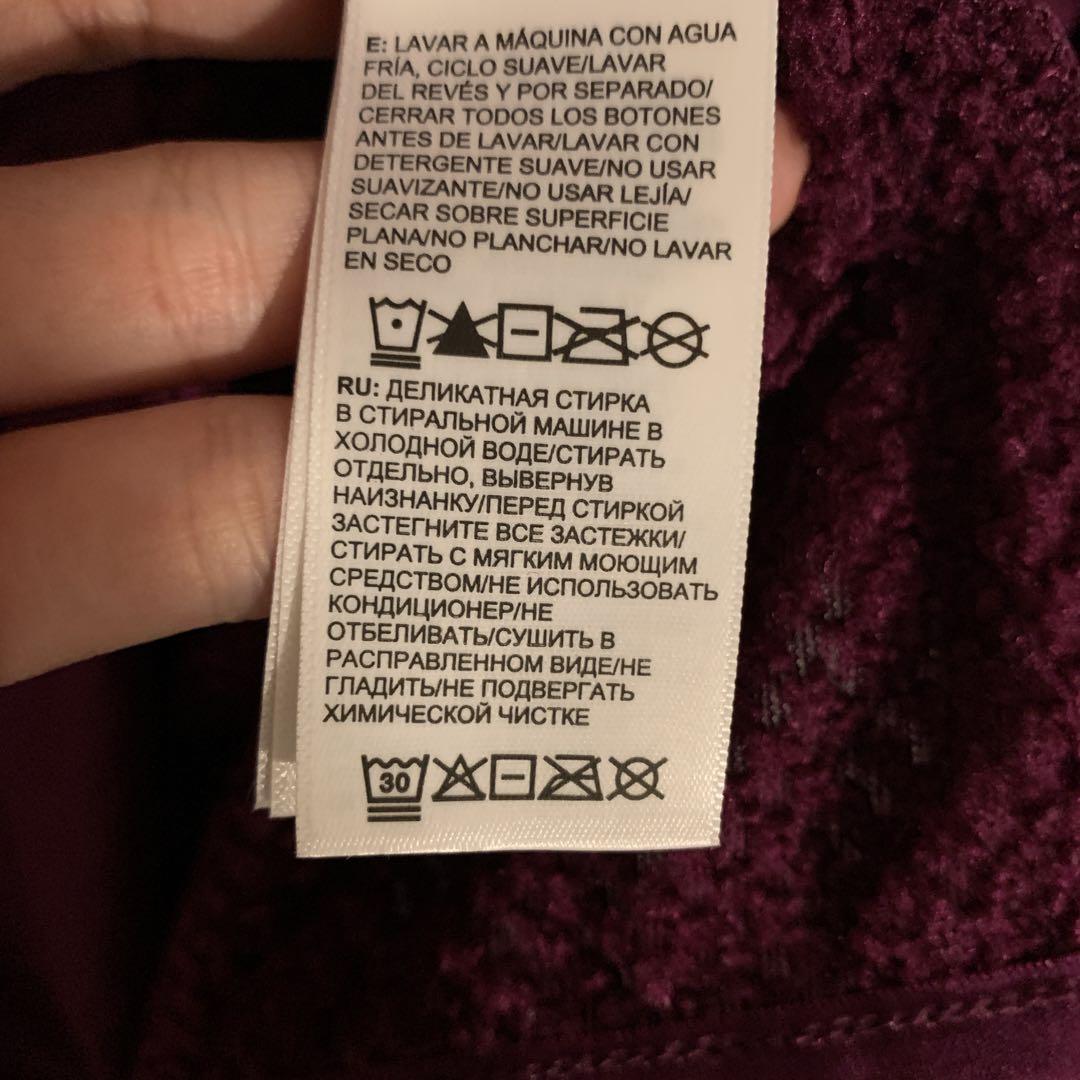 E: LAVAR A MÁQUINA CON AGUA
FRÍA, CICLO SUAVE/LAVAR
DEL REVÉS Y POR SEPARADO/
CERRAR TODOS LOS BOTONES
ANTES DE LAVAR/LAVAR CON
DETERGENTE SUAVE/NO USAR
SUAVIZANTE/NO USAR LEJÍA/
SECAR SOBRE SUPERFICIE
PLANA/NO PLANCHAR/NO LAVAR
EN SECO
RU: ДЕЛИКАТНАЯ СТИРКА
В СТИРАЛЬНОЙ МАШИНЕ В
ХОЛОДНОЙ ВОДЕ/СТИРАТЬ
ОТДЕЛЬНО, ВЫВЕРНУВ
НАИЗНАНКУ/ПЕРЕД СТИРКОЙ
ЗАСТЕГНИТЕ ВСЕ ЗАСТЕЖКИ/
СТИРАТЬ С МЯГКИМ МОЮЩИМ
СРЕДСТВОМ/НЕ ИСПОЛЬЗОВАТЬ
КОНДИЦИОНЕР/НЕ
ОТБЕЛИВАТЬ/СУШИТЬ В
РАСПРАВЛЕННОМ ВИДЕ/НЕ
ГЛАДИТЬ/НЕ ПОДВЕРГАТЬ
ХИМИЧЕСКОЙ ЧИСТКЕ
30